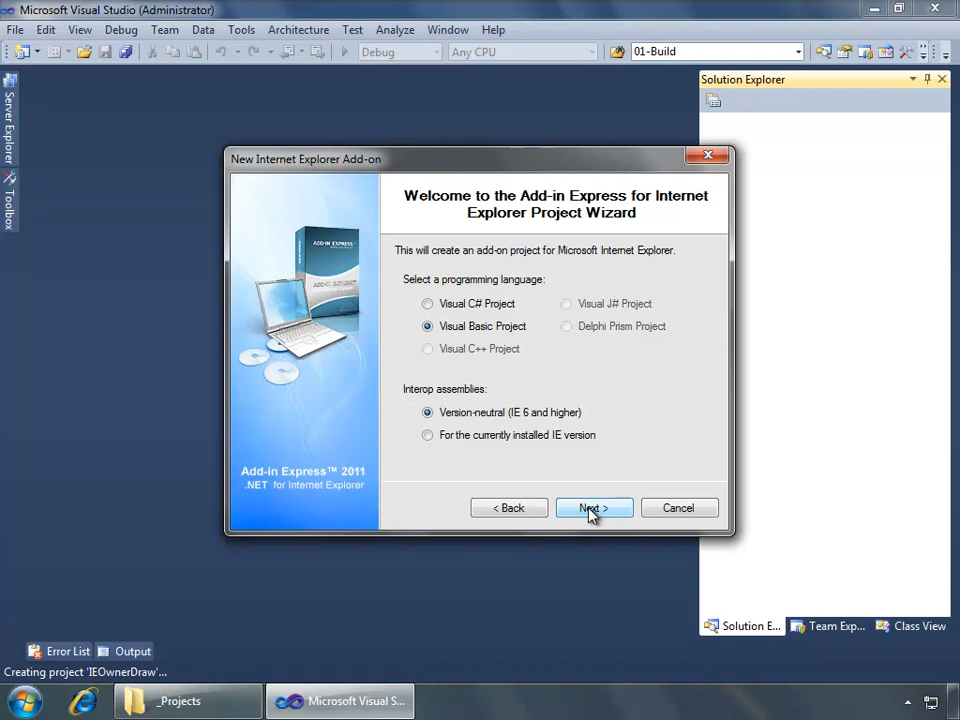 Microsoft Visual Studio (Administrator)
File Edit View Debug Team Data Tools Architecture Test Analyze Window Help
Debug Any CPU 01-Build
Server Explorer
Toolbox
Solution Explorer
New Internet Explorer Add-on
Welcome to the Add-in Express for Internet
Explorer Project Wizard
This will create an add-on project for Microsoft Internet Explorer.
Select a programming language:
Visual C# Project Visual J# Project
Visual Basic Project Delphi Prism Project
Visual C++ Project
Interop assemblies:
Version-neutral (IE 6 and higher)
For the currently installed IE version
ADD-IN EXPRESS
Add-in Express™ 2011
.NET for Internet Explorer
< Back Next > Cancel
Solution E... Team Exp... Class View
Error List Output
Creating project 'IEOwnerDraw'...
_Projects Microsoft Visual S...